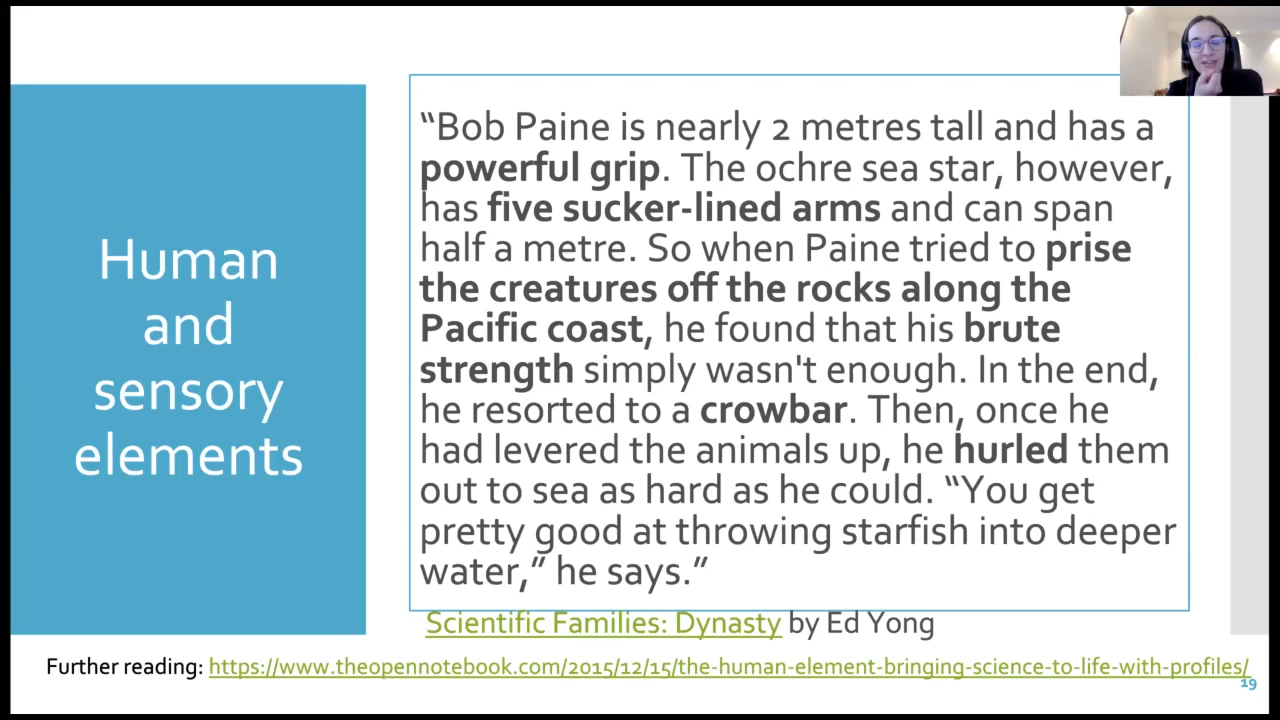 Human
and
sensory
elements
“Bob Paine is nearly 2 metres tall and has a
powerful grip. The ochre sea star, however,
has five sucker-lined arms and can span
half a metre. So when Paine tried to prise
the creatures off the rocks along the
Pacific coast, he found that his brute
strength simply wasn't enough. In the end,
he resorted to a crowbar. Then, once he
had levered the animals up, he hurled them
out to sea as hard as he could. “You get
pretty good at throwing starfish into deeper
water,” he says.”
Scientific Families: Dynasty by Ed Yong
Further reading: https://www.theopennotebook.com/2015/12/15/the-human-element-bringing-science-to-life-with-profiles/
19